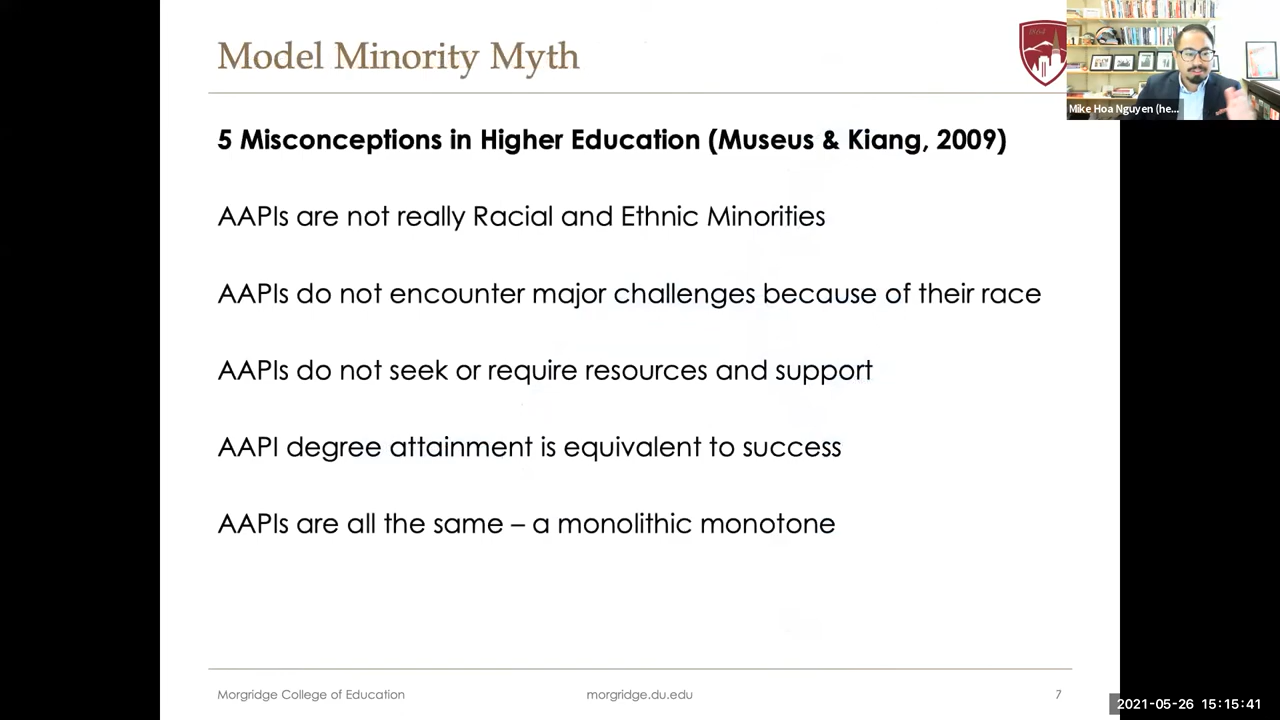 Model Minority Myth
1864
Mike Hoa Nguyen (he...
5 Misconceptions in Higher Education (Museus & Kiang, 2009)
AAPIs are not really Racial and Ethnic Minorities
AAPIs do not encounter major challenges because of their race
AAPIs do not seek or require resources and support
AAPI degree attainment is equivalent to success
AAPIs are all the same – a monolithic monotone
Morgridge College of Education
morgridge.du.edu
7
2021-05-26 15:15:41